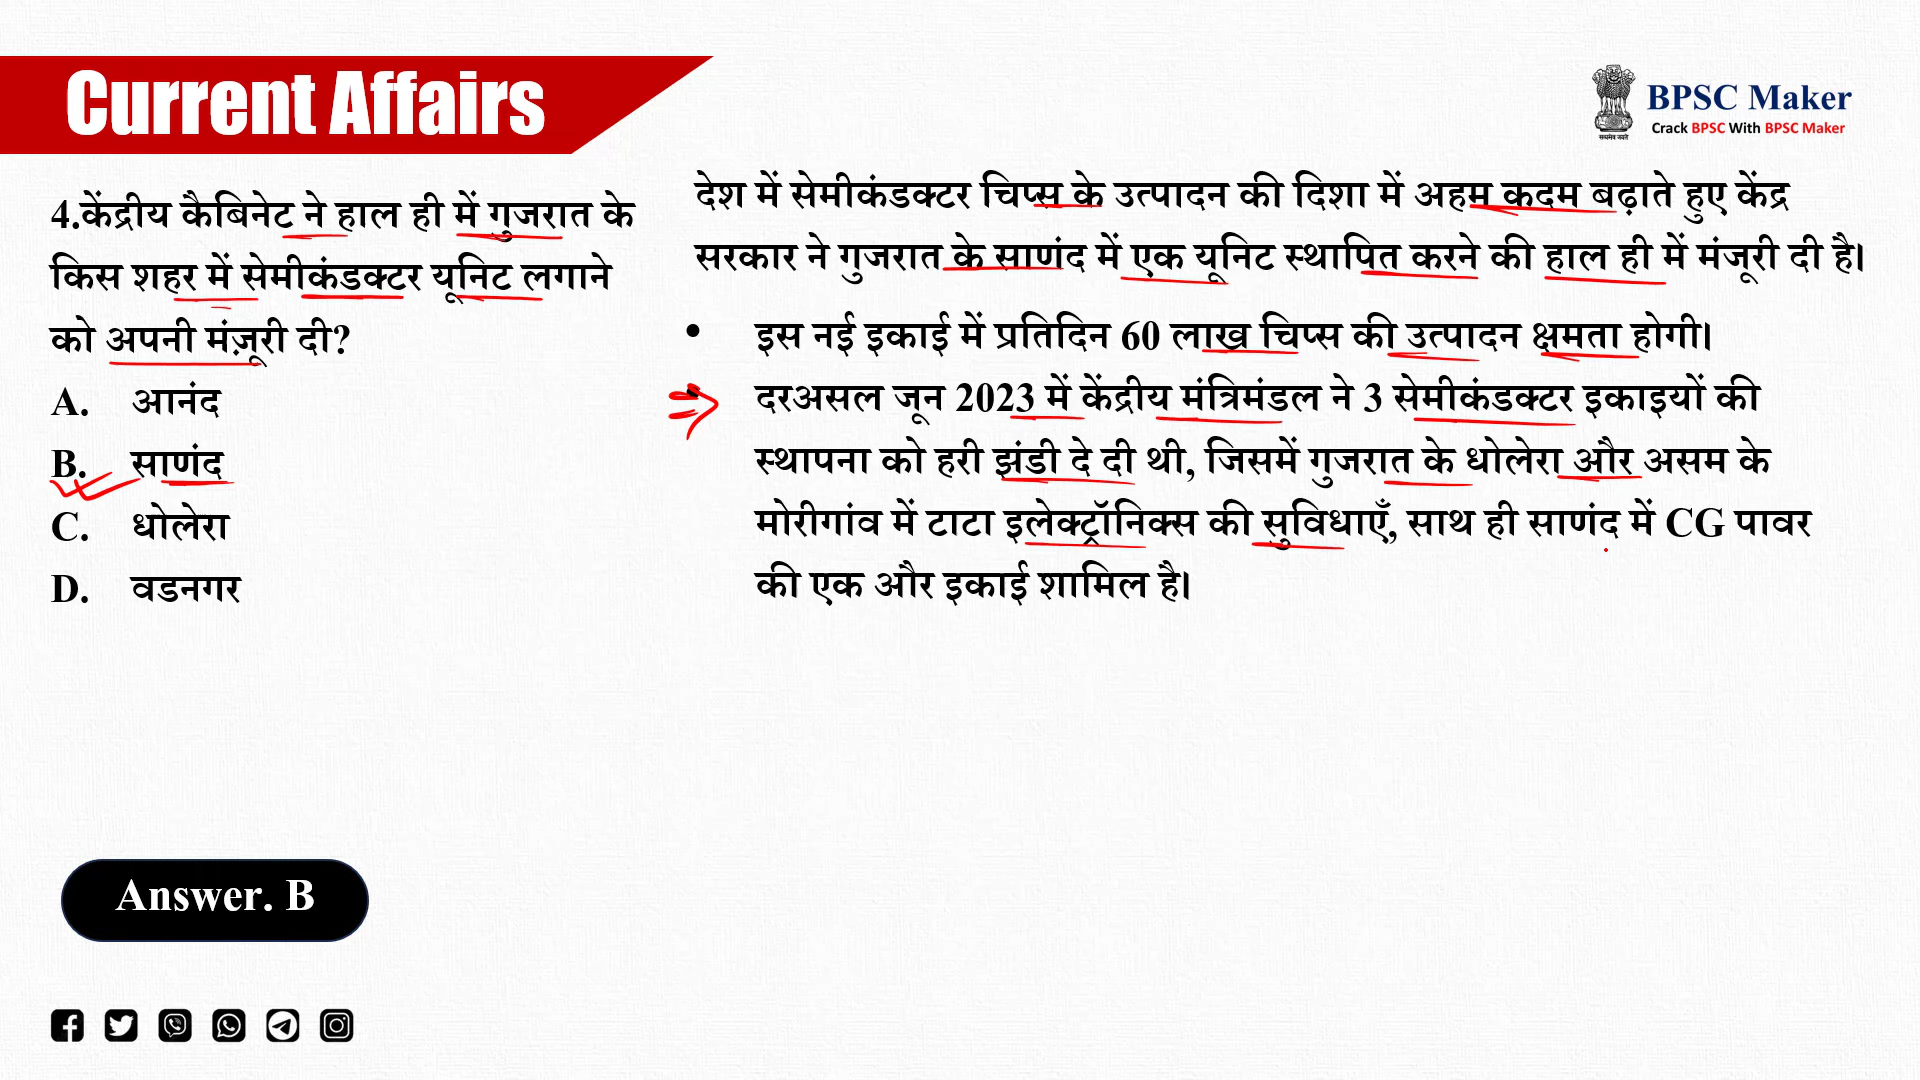 Current Affairs
BPSC Maker
Crack BPSC With BPSC Maker
4.केंद्रीय कैबिनेट ने हाल ही में गुजरात के
किस शहर में सेमीकंडक्टर यूनिट लगाने
को अपनी मंज़ूरी दी?
A. आनंद
B. साणंद
C. धोलेरा
D. वडनगर
Answer. B
देश में सेमीकंडक्टर चिप्स के उत्पादन की दिशा में अहम कदम बढ़ाते हुए केंद्र
सरकार ने गुजरात के साणंद में एक यूनिट स्थापित करने की हाल ही में मंजूरी दी है।
• इस नई इकाई में प्रतिदिन 60 लाख चिप्स की उत्पादन क्षमता होगी।
• दरअसल जून 2023 में केंद्रीय मंत्रिमंडल ने 3 सेमीकंडक्टर इकाइयों की
स्थापना को हरी झंडी दे दी थी, जिसमें गुजरात के धोलेरा और असम के
मोरीगांव में टाटा इलेक्ट्रॉनिक्स की सुविधाएँ, साथ ही साणंद में CG पावर
की एक और इकाई शामिल है।